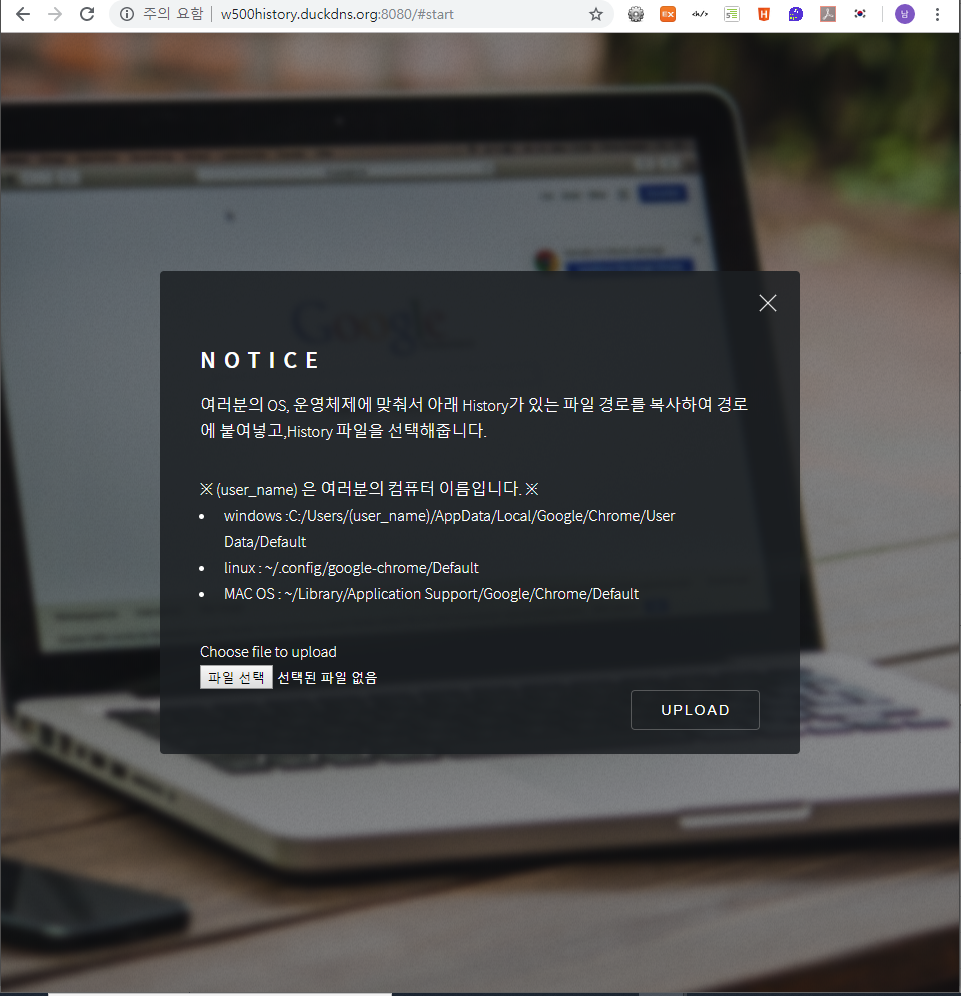 주의 요함 | w500history.duckdns.org:8080/#start
Google
NOTICE
여러분의 OS, 운영체제에 맞춰서 아래 History가 있는 파일 경로를 복사하여 경로
에 붙여넣고,History 파일을 선택해줍니다.
※ (user_name) 은 여러분의 컴퓨터 이름입니다. ※
• windows :C:/Users/(user_name)/AppData/Local/Google/Chrome/User
Data/Default
• linux : ~/.config/google-chrome/Default
• MAC OS : ~/Library/Application Support/Google/Chrome/Default
Choose file to upload
파일 선택 선택된 파일 없음
UPLOAD